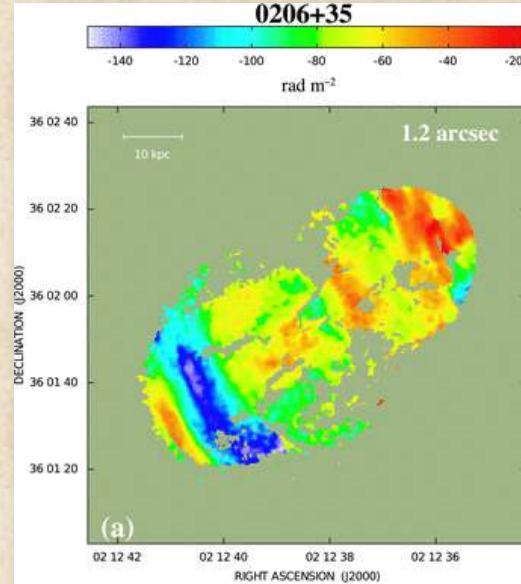 0206+35
-140 -120 -100 -80 -60 -40 -20
rad m⁻²
36 02 40
10 kpc
1.2 arcsec
36 02 20
36 02 00
36 01 40
36 01 20
DECLINATION (J2000)
(a)
02 12 42 02 12 40 02 12 38 02 12 36
RIGHT ASCENSION (J2000)